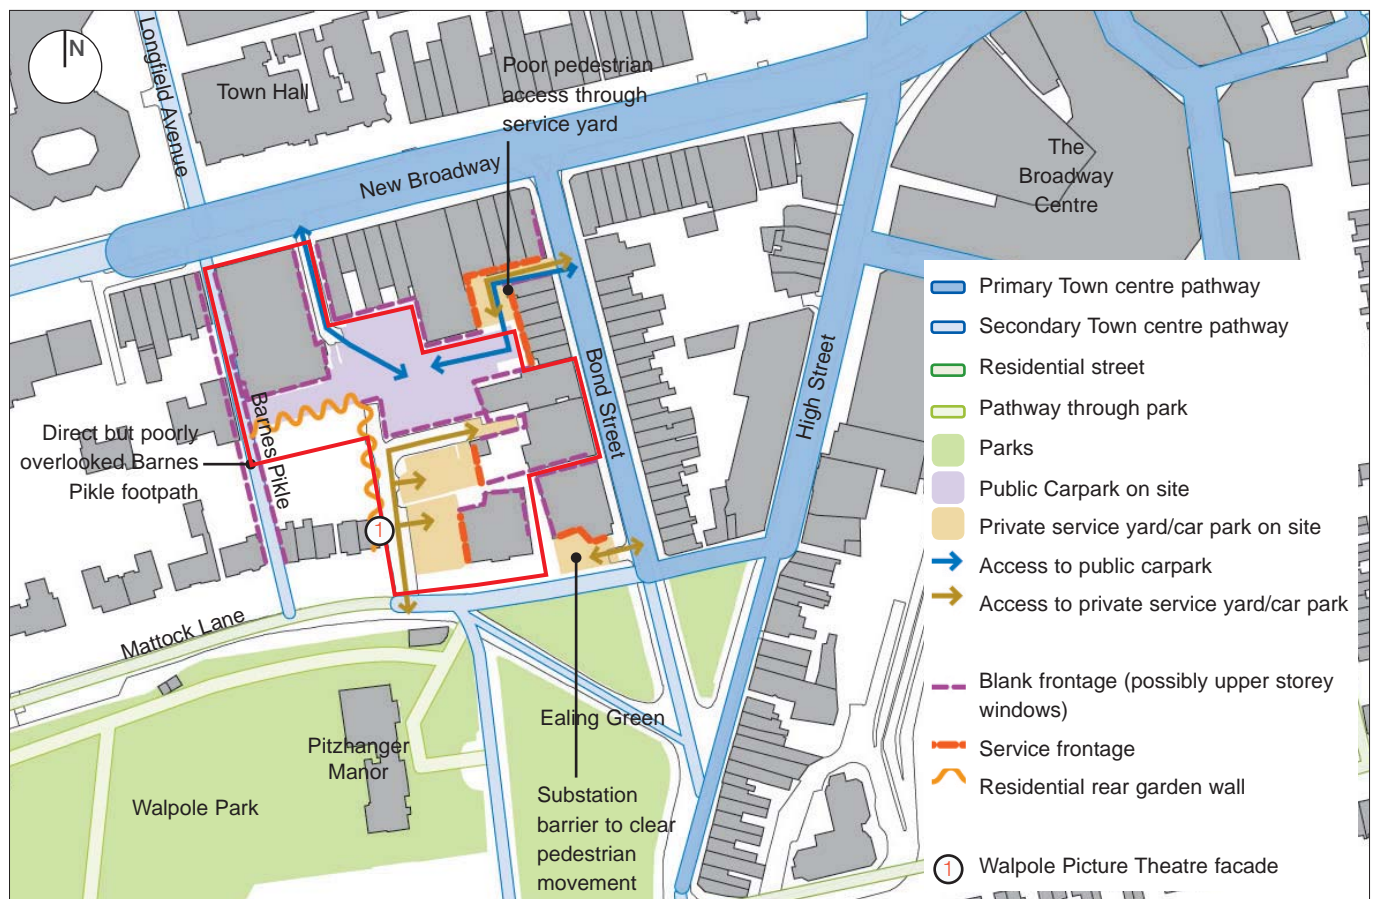 N
Longfield Avenue
Town Hall
Poor pedestrian
access through
service yard
New Broadway
The
Broadway
Centre
Bond Street
High Street
Barnes Pikle
Direct but poorly
overlooked Barnes
Pikle footpath
1
Mattock Lane
Ealing Green
Pitzhanger
Manor
Walpole Park
Substation
barrier to clear
pedestrian
movement
Primary Town centre pathway
Secondary Town centre pathway
Residential street
Pathway through park
Parks
Public Carpark on site
Private service yard/car park on site
Access to public carpark
Access to private service yard/car park
Blank frontage (possibly upper storey
windows)
Service frontage
Residential rear garden wall
1 Walpole Picture Theatre facade